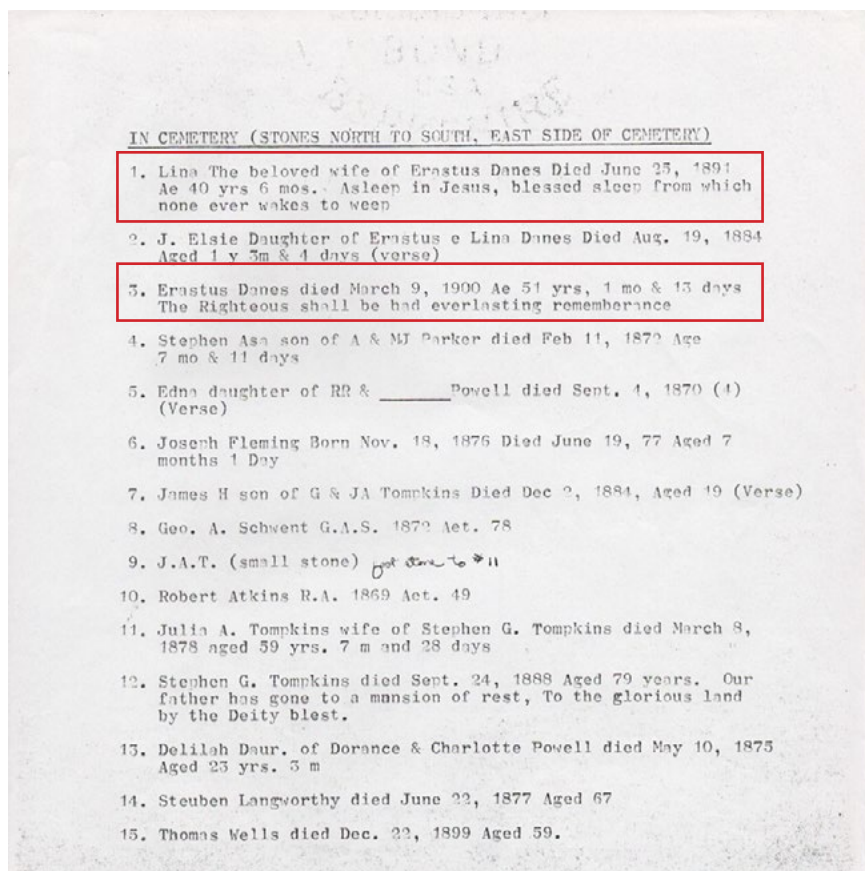 IN CEMETERY (STONES NORTH TO SOUTH, EAST SIDE OF CEMETERY)
1. Lina The beloved wife of Erastus Danes Died June 25, 1891
Ae 40 yrs 6 mos. Asleep in Jesus, blessed sleep from which
none ever wakes to weep
2. J. Elsie Daughter of Erastus e Lina Danes Died Aug. 19, 1884
Aged 1 y 3m & 4 days (verse)
3. Erastus Danes died March 9, 1900 Ae 51 yrs, 1 mo & 13 days
The Righteous shall be had everlasting rememberance
4. Stephen Asa son of A & MJ Parker died Feb 11, 1872 Age
7 mo & 11 days
5. Edna daughter of RR & ______Powell died Sept. 4, 1870 (4)
(Verse)
6. Joseph Fleming Born Nov. 18, 1876 Died June 19, 77 Aged 7
months 1 Day
7. James H son of G & JA Tompkins Died Dec 2, 1884, Aged 19 (Verse)
8. Geo. A. Schwent G.A.S. 1872 Aet. 78
9. J.A.T. (small stone) foot stone to #11
10. Robert Atkins R.A. 1869 Aet. 49
11. Julia A. Tompkins wife of Stephen G. Tompkins died March 8,
1878 aged 59 yrs. 7 m and 28 days
12. Stephen G. Tompkins died Sept. 24, 1888 Aged 79 years. Our
father has gone to a mansion of rest, To the glorious land
by the Deity blest.
13. Delilah Daur. of Dorance & Charlotte Powell died May 10, 1875
Aged 23 yrs. 3 m
14. Steuben Langworthy died June 22, 1877 Aged 67
15. Thomas Wells died Dec. 22, 1899 Aged 59.